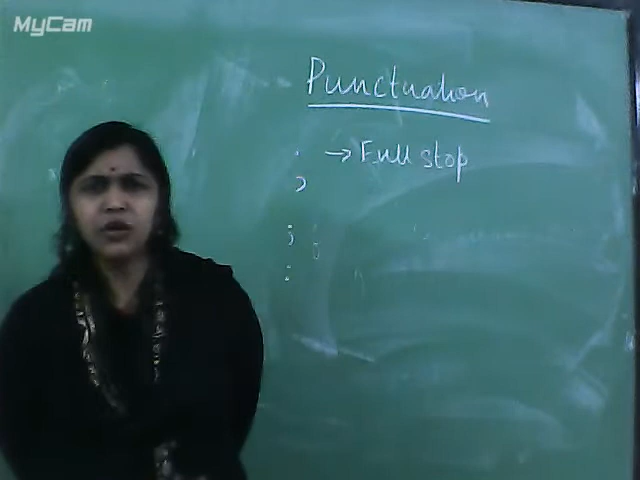 MyCam
Punctuation
. → Full stop
,
;
: